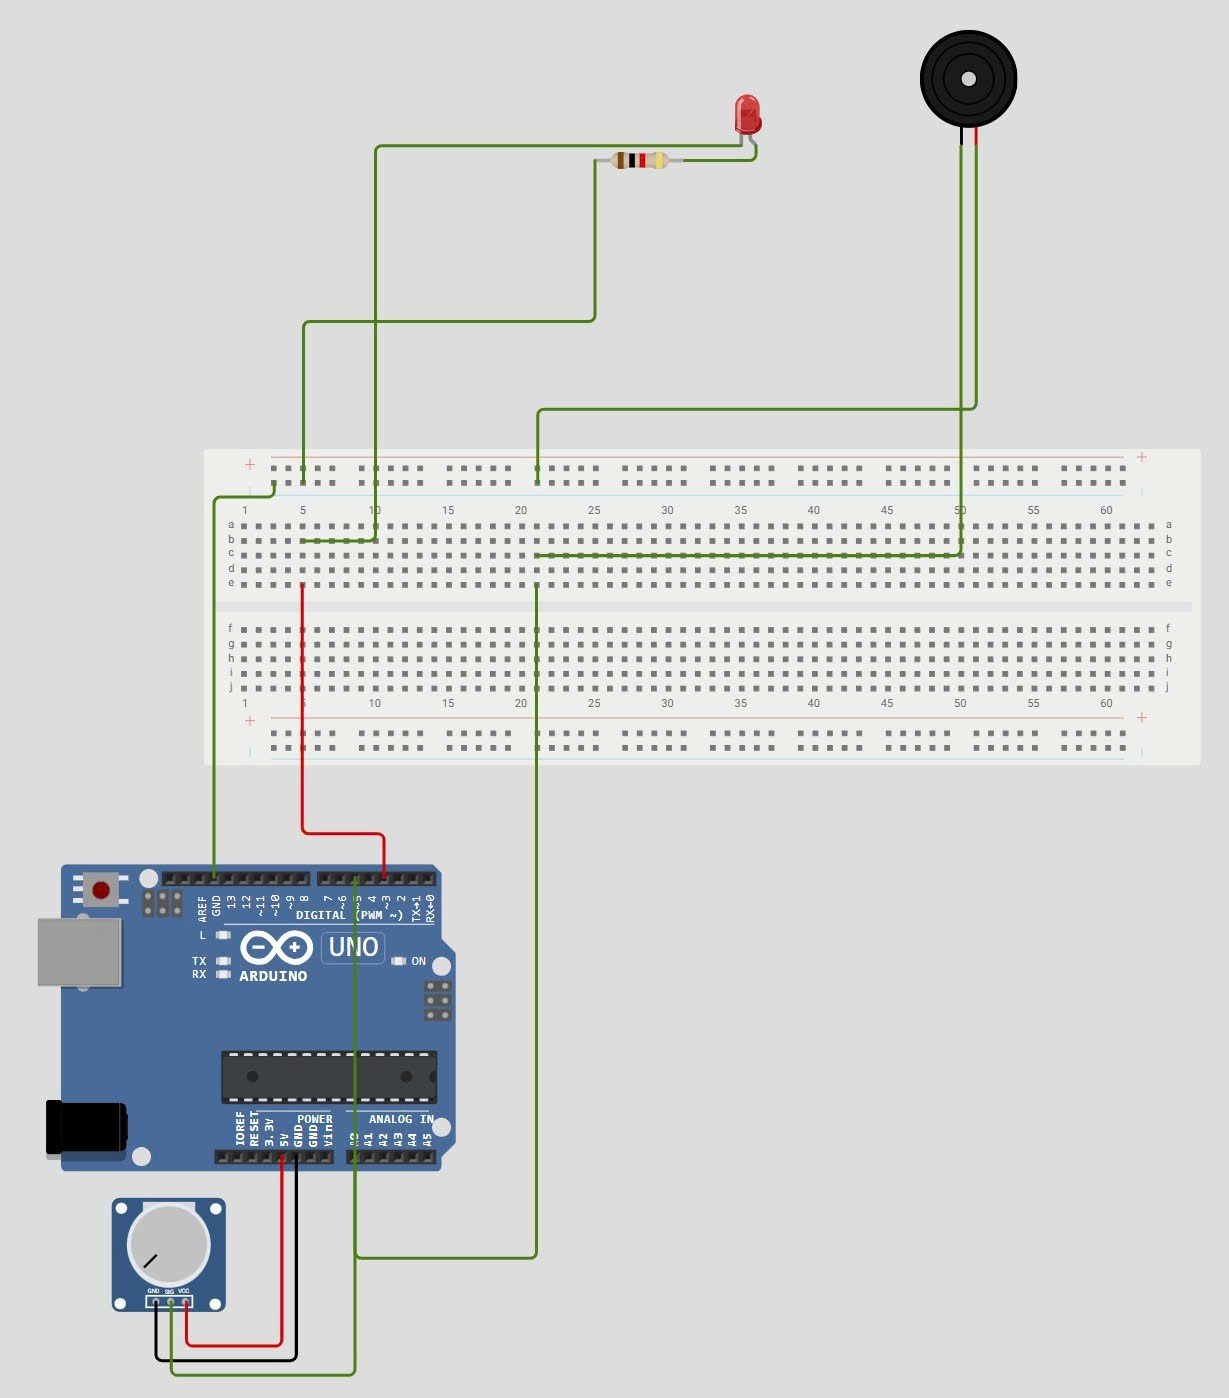 + +
1 5 10 15 20 25 30 35 40 45 50 55 60
a a
b b
c c
d d
e e
f f
g g
h h
i i
j j
1 5 10 15 20 25 30 35 40 45 50 55 60
+ +
AREF GND 13 12 ~11 ~10 ~9 8 7 ~6 ~5 4 ~3 2 TX→1 RX←0
DIGITAL (PWM ~)
L
UNO
TX
RX
ON
ARDUINO
POWER ANALOG IN
IOREF RESET 3.3V 5V GND GND Vin A0 A1 A2 A3 A4 A5
GND SIG VCC